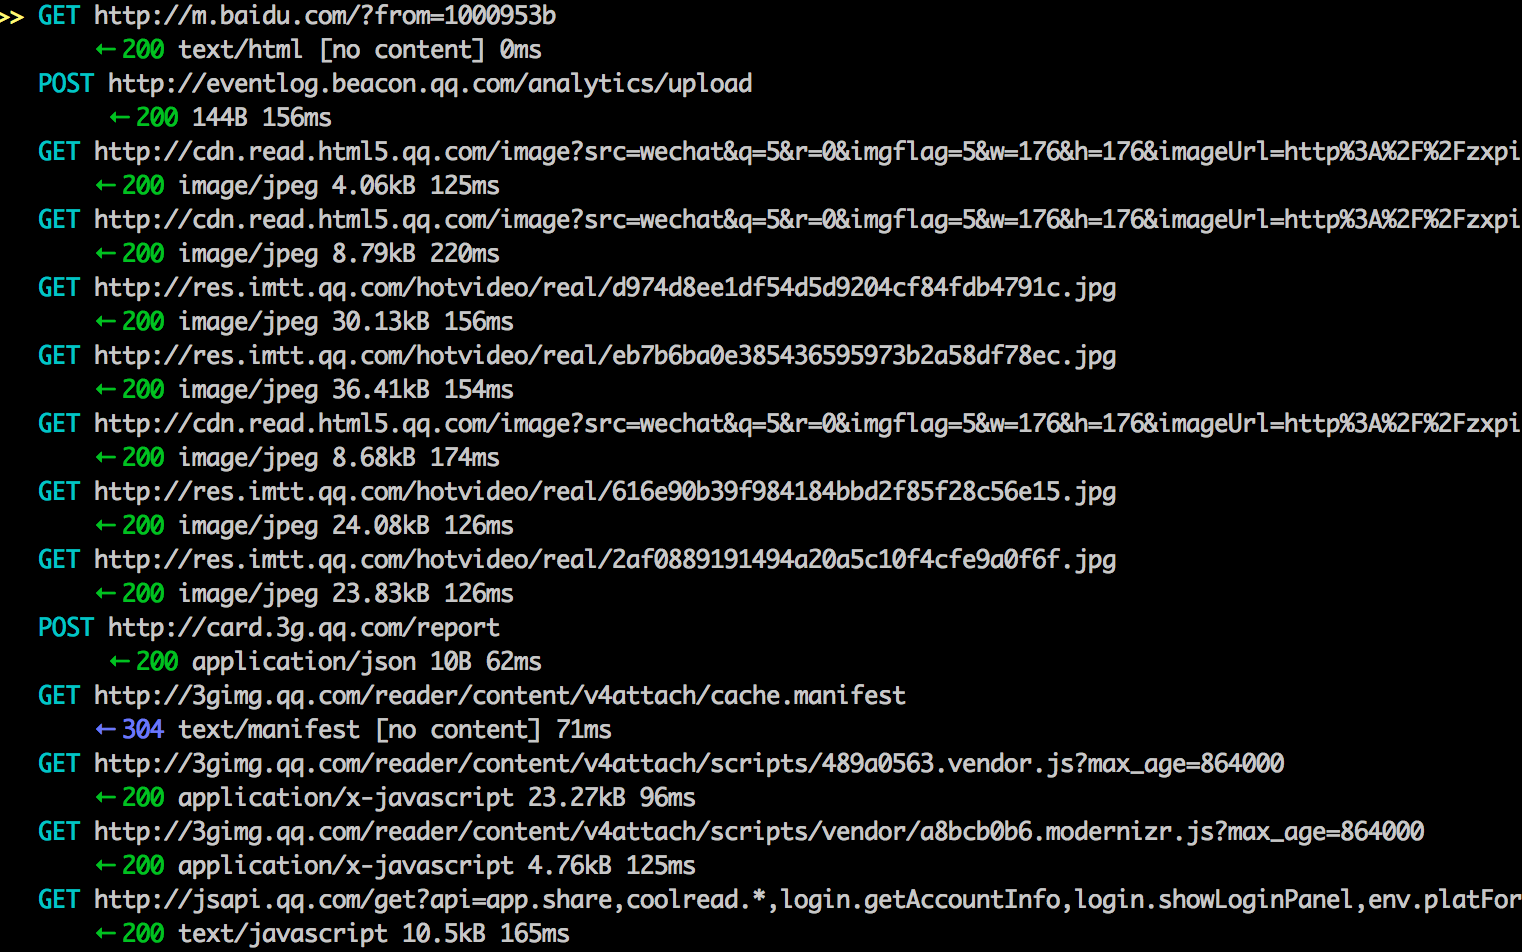 >> GET http://m.baidu.com/?from=1000953b
← 200 text/html [no content] 0ms
POST http://eventlog.beacon.qq.com/analytics/upload
← 200 144B 156ms
GET http://cdn.read.html5.qq.com/image?src=wechat&q=5&r=0&imgflag=5&w=176&h=176&imageUrl=http%3A%2F%2Fzxpi
← 200 image/jpeg 4.06kB 125ms
GET http://cdn.read.html5.qq.com/image?src=wechat&q=5&r=0&imgflag=5&w=176&h=176&imageUrl=http%3A%2F%2Fzxpi
← 200 image/jpeg 8.79kB 220ms
GET http://res.imtt.qq.com/hotvideo/real/d974d8ee1df54d5d9204cf84fdb4791c.jpg
← 200 image/jpeg 30.13kB 156ms
GET http://res.imtt.qq.com/hotvideo/real/eb7b6ba0e385436595973b2a58df78ec.jpg
← 200 image/jpeg 36.41kB 154ms
GET http://cdn.read.html5.qq.com/image?src=wechat&q=5&r=0&imgflag=5&w=176&h=176&imageUrl=http%3A%2F%2Fzxpi
← 200 image/jpeg 8.68kB 174ms
GET http://res.imtt.qq.com/hotvideo/real/616e90b39f984184bbd2f85f28c56e15.jpg
← 200 image/jpeg 24.08kB 126ms
GET http://res.imtt.qq.com/hotvideo/real/2af0889191494a20a5c10f4cfe9a0f6f.jpg
← 200 image/jpeg 23.83kB 126ms
POST http://card.3g.qq.com/report
← 200 application/json 10B 62ms
GET http://3gimg.qq.com/reader/content/v4attach/cache.manifest
← 304 text/manifest [no content] 71ms
GET http://3gimg.qq.com/reader/content/v4attach/scripts/489a0563.vendor.js?max_age=864000
← 200 application/x-javascript 23.27kB 96ms
GET http://3gimg.qq.com/reader/content/v4attach/scripts/vendor/a8bcb0b6.modernizr.js?max_age=864000
← 200 application/x-javascript 4.76kB 125ms
GET http://jsapi.qq.com/get?api=app.share,coolread.*,login.getAccountInfo,login.showLoginPanel,env.platFor
← 200 text/javascript 10.5kB 165ms